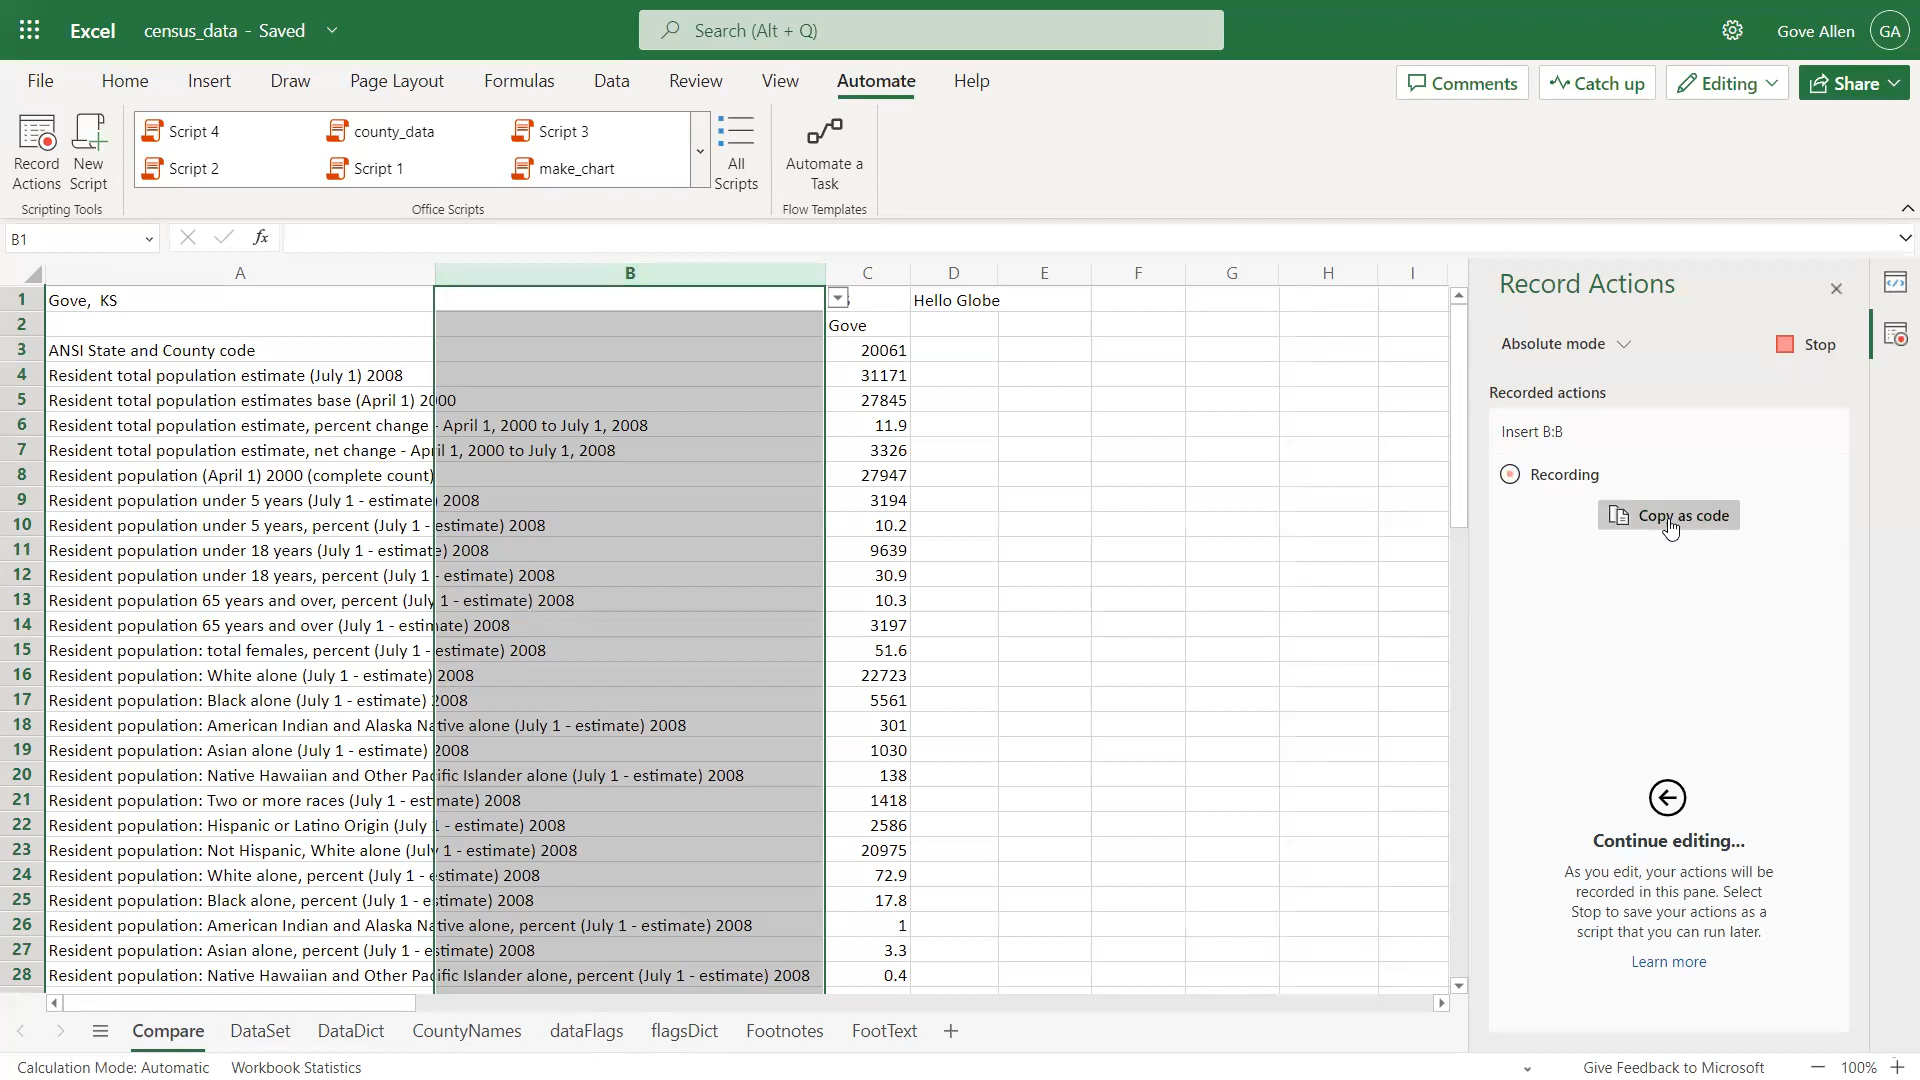 Excel census_data - Saved Search (Alt + Q) Gove Allen GA
File Home Insert Draw Page Layout Formulas Data Review View Automate Help Comments Catch up Editing Share
Record Actions
New Script
Scripting Tools
Script 4 county_data Script 3
Script 2 Script 1 make_chart
Office Scripts
All Scripts
Automate a Task
Flow Templates
B1 fx
A B C D E F G H I
1 Gove, KS Hello Globe
2 Gove
3 ANSI State and County code 20061
4 Resident total population estimate (July 1) 2008 31171
5 Resident total population estimates base (April 1) 2000 27845
6 Resident total population estimate, percent change - April 1, 2000 to July 1, 2008 11.9
7 Resident total population estimate, net change - April 1, 2000 to July 1, 2008 3326
8 Resident population (April 1) 2000 (complete count) 27947
9 Resident population under 5 years (July 1 - estimate) 2008 3194
10 Resident population under 5 years, percent (July 1 - estimate) 2008 10.2
11 Resident population under 18 years (July 1 - estimate) 2008 9639
12 Resident population under 18 years, percent (July 1 - estimate) 2008 30.9
13 Resident population 65 years and over, percent (July 1 - estimate) 2008 10.3
14 Resident population 65 years and over (July 1 - estimate) 2008 3197
15 Resident population: total females, percent (July 1 - estimate) 2008 51.6
16 Resident population: White alone (July 1 - estimate) 2008 22723
17 Resident population: Black alone (July 1 - estimate) 2008 5561
18 Resident population: American Indian and Alaska Native alone (July 1 - estimate) 2008 301
19 Resident population: Asian alone (July 1 - estimate) 2008 1030
20 Resident population: Native Hawaiian and Other Pacific Islander alone (July 1 - estimate) 2008 138
21 Resident population: Two or more races (July 1 - estimate) 2008 1418
22 Resident population: Hispanic or Latino Origin (July 1 - estimate) 2008 2586
23 Resident population: Not Hispanic, White alone (July 1 - estimate) 2008 20975
24 Resident population: White alone, percent (July 1 - estimate) 2008 72.9
25 Resident population: Black alone, percent (July 1 - estimate) 2008 17.8
26 Resident population: American Indian and Alaska Native alone, percent (July 1 - estimate) 2008 1
27 Resident population: Asian alone, percent (July 1 - estimate) 2008 3.3
28 Resident population: Native Hawaiian and Other Pacific Islander alone, percent (July 1 - estimate) 2008 0.4
Compare DataSet DataDict CountyNames dataFlags flagsDict Footnotes FootText
Record Actions
Absolute mode Stop
Recorded actions
Insert B:B
Recording
Copy as code
Continue editing...
As you edit, your actions will be
recorded in this pane. Select
Stop to save your actions as a
script that you can run later.
Learn more
Calculation Mode: Automatic Workbook Statistics Give Feedback to Microsoft 100%